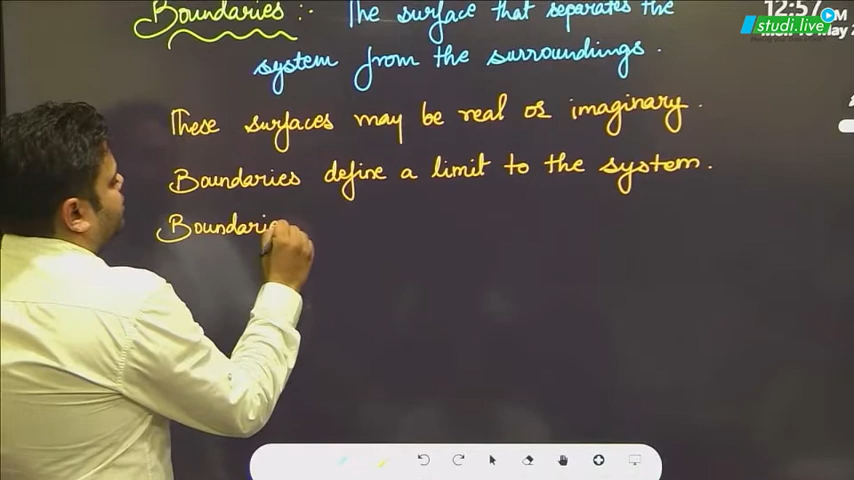 Boundaries :- The surface that separates the
system from the surroundings.
These surfaces may be real or imaginary.
Boundaries define a limit to the system.
Boundarie
12:57
studi.live